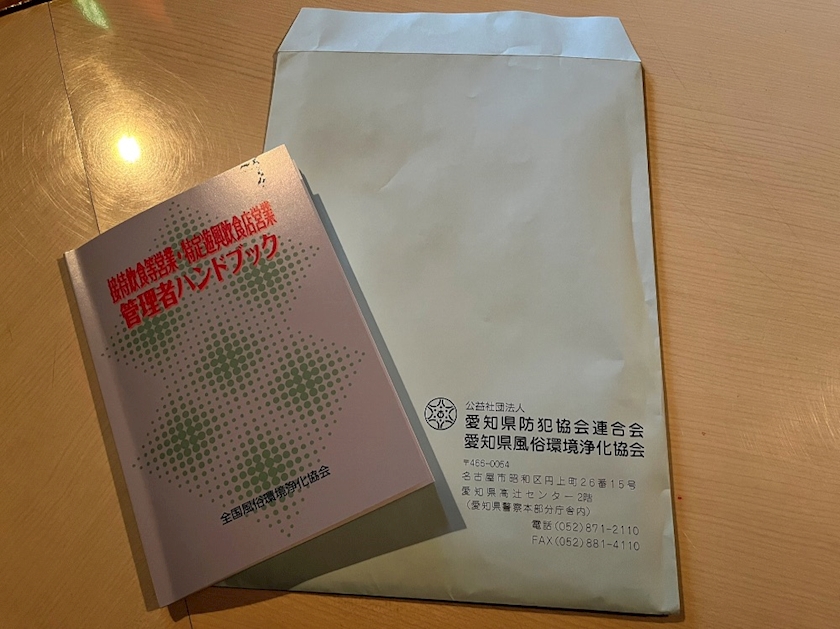 接待飲食等営業・特定遊興飲食店営業
管理者ハンドブック
全国風俗環境浄化協会
公益社団法人
愛知県防犯協会連合会
愛知県風俗環境浄化協会
〒466-0064
名古屋市昭和区円上町26番15号
愛知県高辻センター2階
(愛知県警察本部分庁舎内)
電話(052)871-2110
FAX(052)881-4110